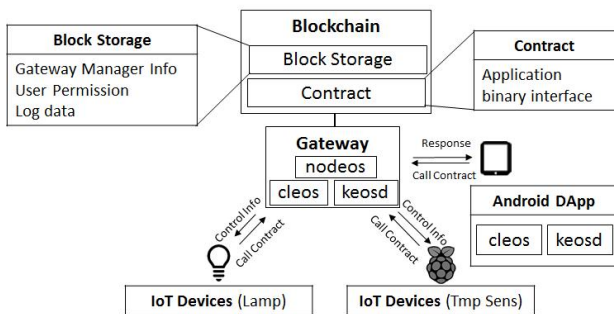 Blockchain
Block Storage
Contract
Block Storage
Gateway Manager Info
User Permission
Log data
Contract
Application
binary interface
Gateway
nodeos
cleos
keosd
Response
Call Contract
Android DApp
cleos
keosd
Control Info
Call Contract
Control Info
Call Contract
IoT Devices (Lamp)
IoT Devices (Tmp Sens)